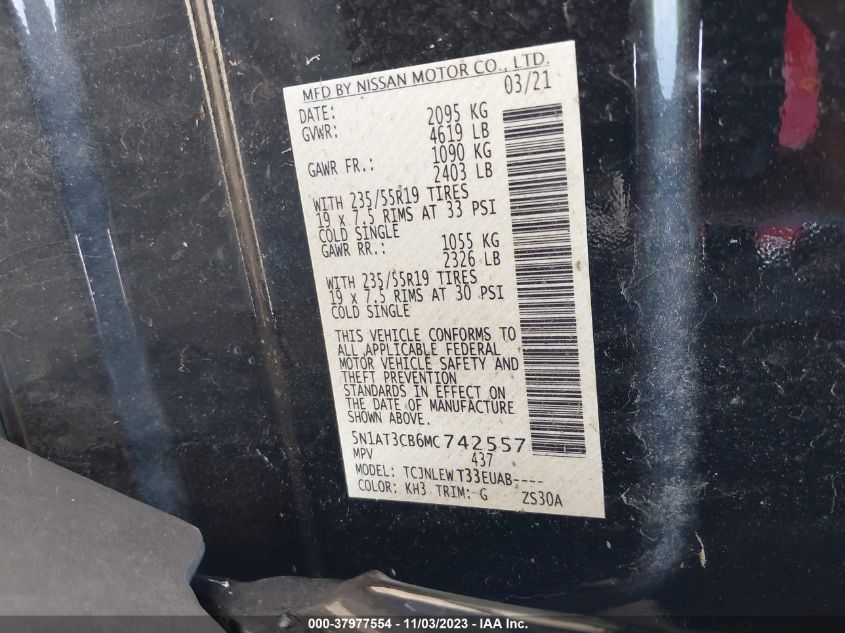 MFD BY NISSAN MOTOR CO., LTD.
DATE: 03/21
GVWR: 2095 KG
4619 LB
GAWR FR.: 1090 KG
2403 LB
WITH 235/55R19 TIRES
19 x 7.5 RIMS AT 33 PSI
COLD SINGLE
GAWR RR.: 1055 KG
2326 LB
WITH 235/55R19 TIRES
19 x 7.5 RIMS AT 30 PSI
COLD SINGLE
THIS VEHICLE CONFORMS TO
ALL APPLICABLE FEDERAL
MOTOR VEHICLE SAFETY AND
THEFT PREVENTION
STANDARDS IN EFFECT ON
THE DATE OF MANUFACTURE
SHOWN ABOVE.
5N1AT3CB6MC742557
MPV 437
MODEL: TCJNLEWT33EUAB----
COLOR: KH3 TRIM: G ZS30A
000-37977554 - 11/03/2023 - IAA Inc.